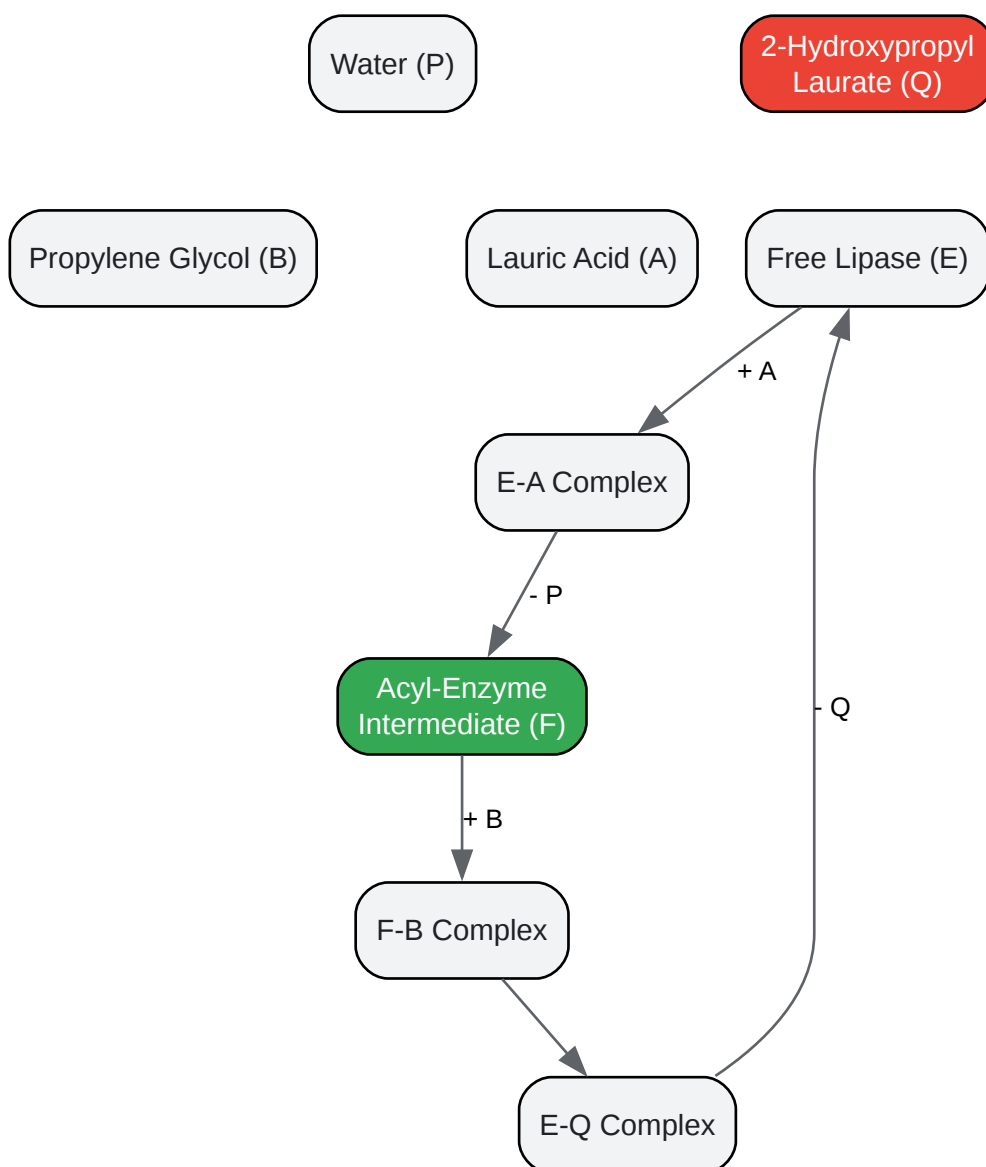 Water (P)
2-Hydroxypropyl
Laurate (Q)
Propylene Glycol (B)
Lauric Acid (A)
Free Lipase (E)
+ A
E-A Complex
- P
Acyl-Enzyme
Intermediate (F)
- Q
+ B
F-B Complex
E-Q Complex